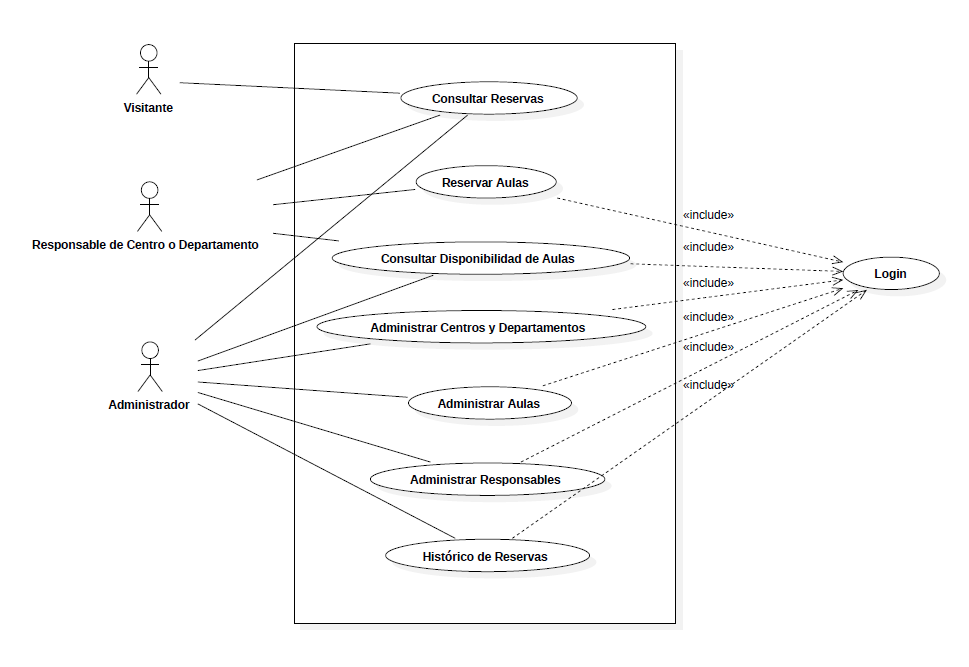 Visitante
Consultar Reservas
Reservar Aulas
«include»
Responsable de Centro o Departamento
«include»
Consultar Disponibilidad de Aulas
Login
«include»
Administrar Centros y Departamentos
«include»
«include»
Administrador
Administrar Aulas
«include»
Administrar Responsables
Histórico de Reservas